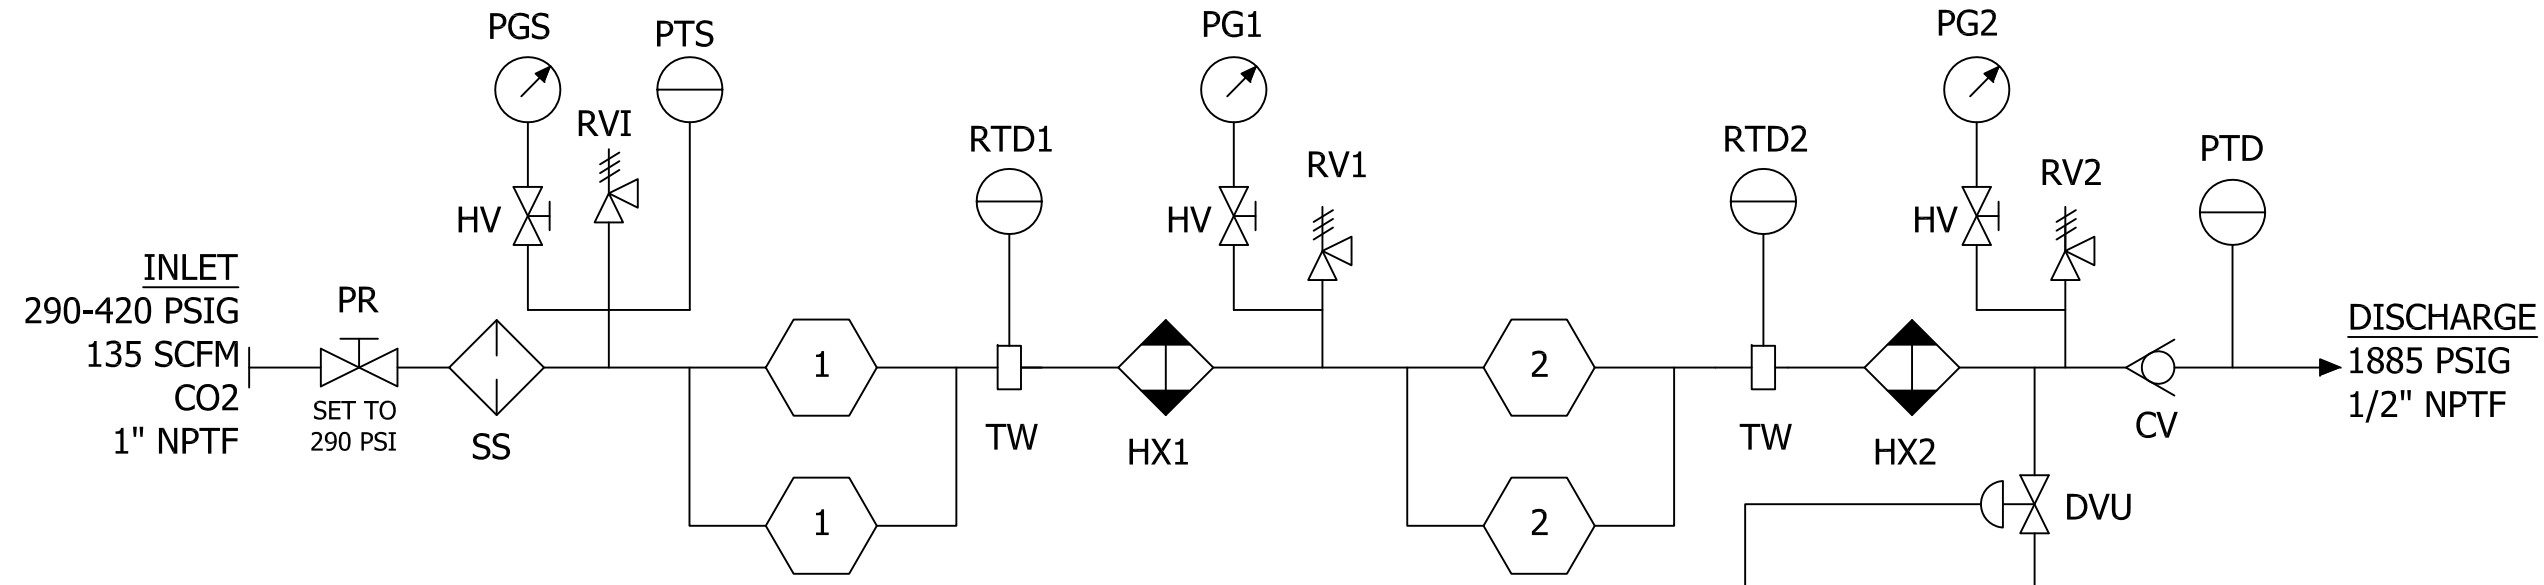 PGS
PTS
PG1
PG2
RVI
RTD1
RV1
RTD2
RV2
PTD
HV
HV
HV
INLET
290-420 PSIG
135 SCFM
CO2
1" NPTF
PR
SET TO
290 PSI
SS
1
1
TW
HX1
2
2
TW
HX2
CV
DVU
DISCHARGE
1885 PSIG
1/2" NPTF